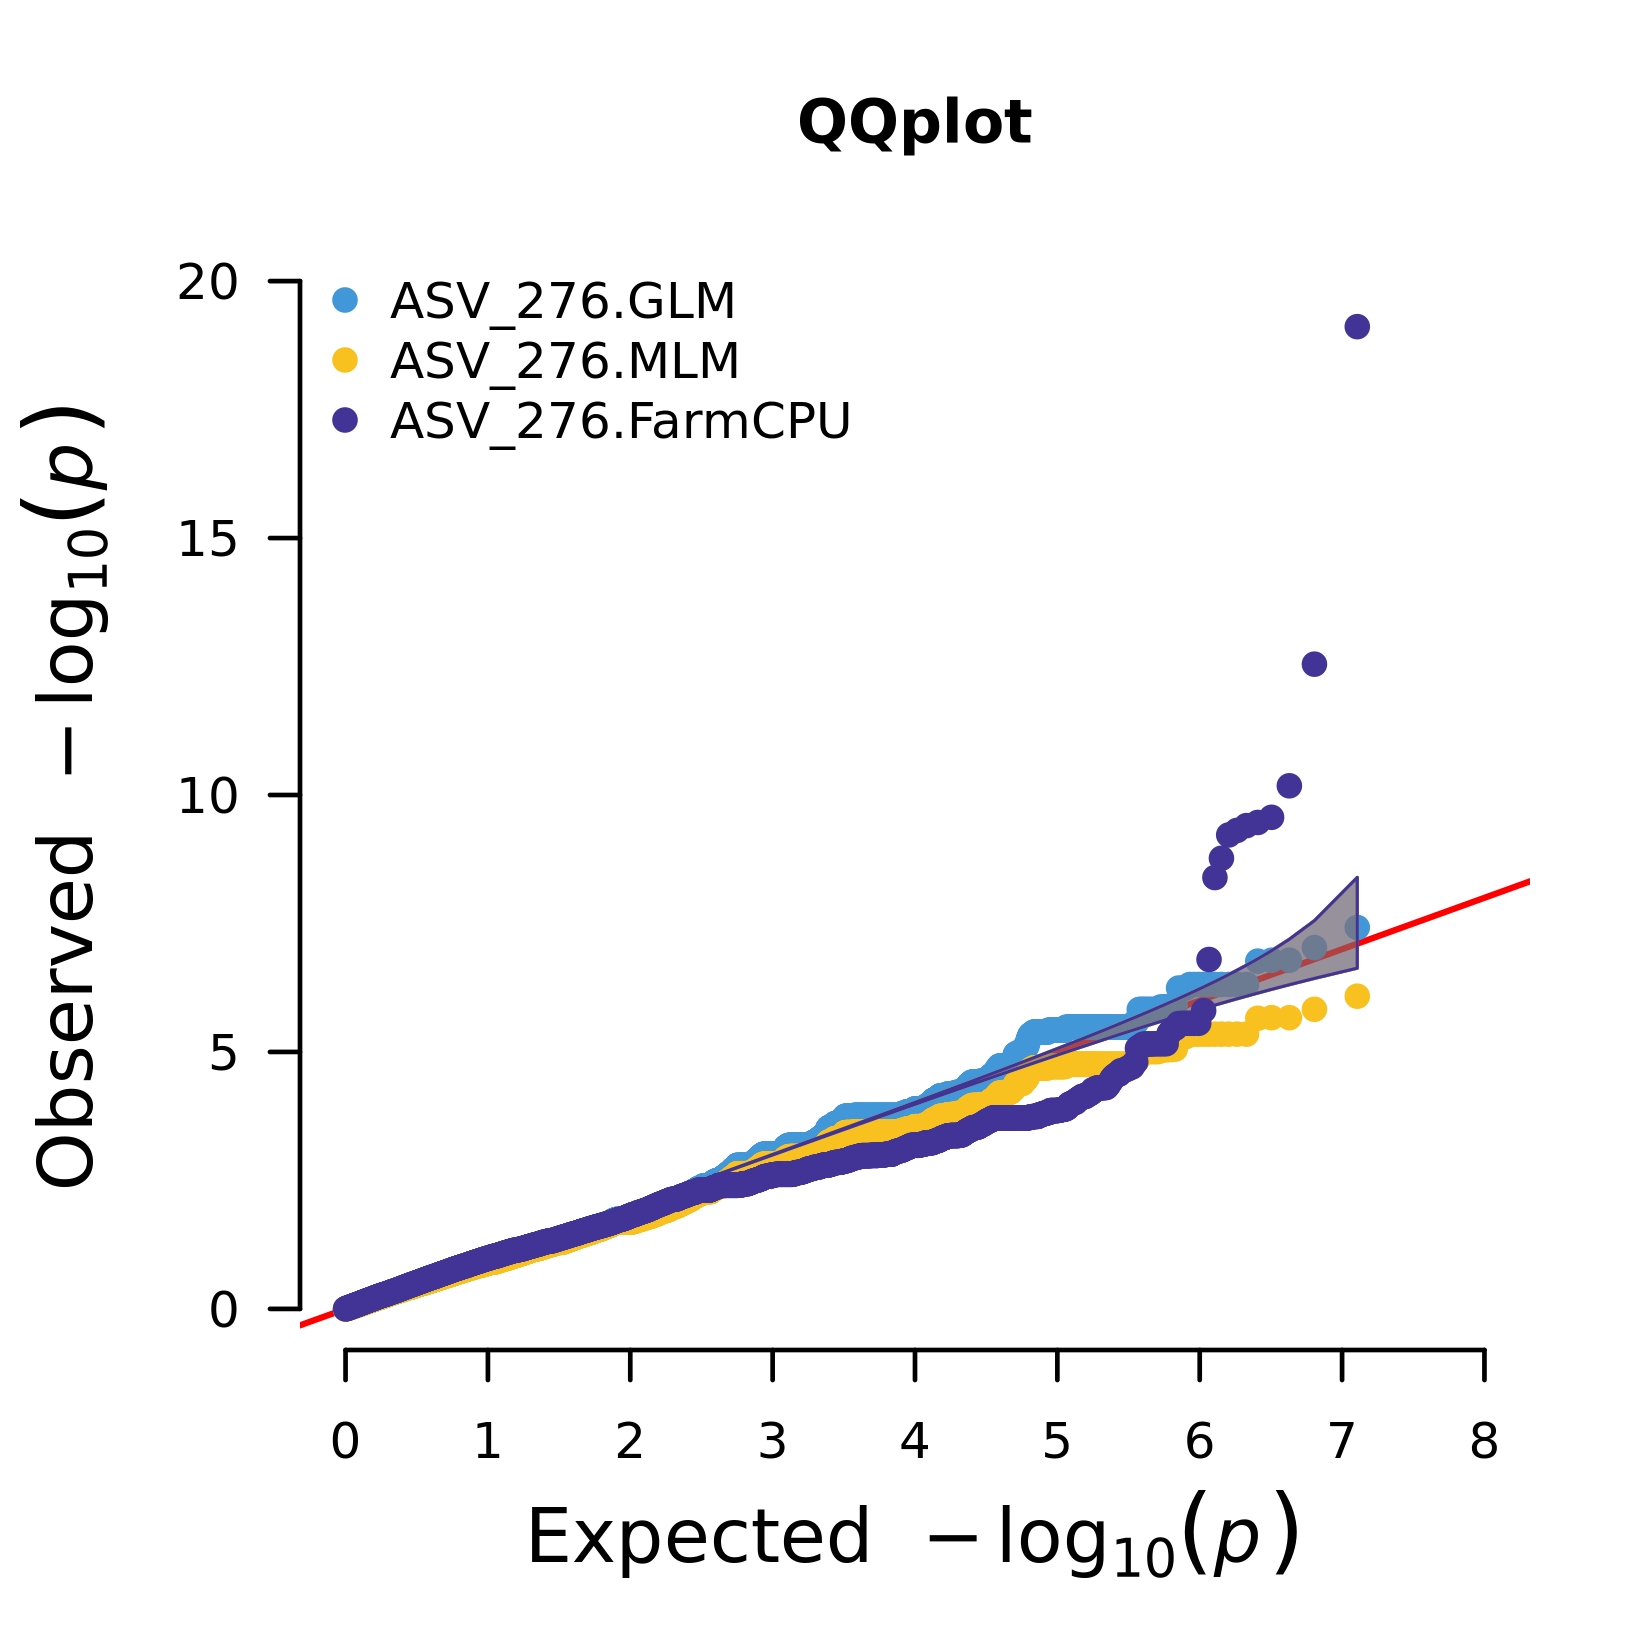 QQplot
ASV_276.GLM
ASV_276.MLM
ASV_276.FarmCPU
Observed −log10(p)
20
15
10
5
0
0 1 2 3 4 5 6 7 8
Expected −log10(p)